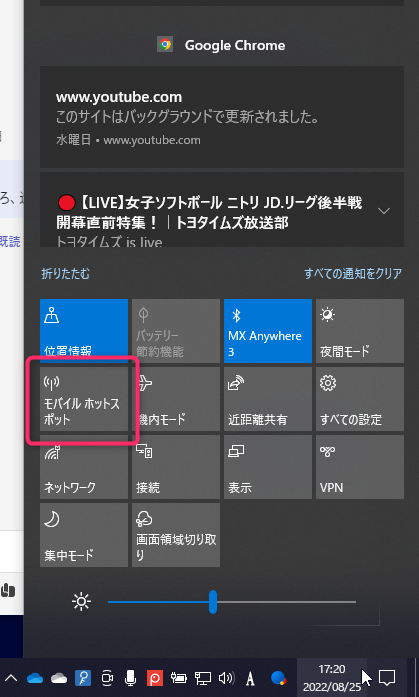 Google Chrome
www.youtube.com
このサイトはバックグラウンドで更新されました。
水曜日 • www.youtube.com
【LIVE】女子ソフトボール ニトリ JD.リーグ後半戦
開幕直前特集！｜トヨタイムズ放送部
トヨタイムズ is live
既読
折りたたむ
すべての通知をクリア
位置情報
バッテリー
節約機能
MX Anywhere
3
夜間モード
モバイル ホットス
ポット
機内モード
近距離共有
すべての設定
ネットワーク
接続
表示
VPN
集中モード
画面領域切り取
り
A
17:20
2022/08/25